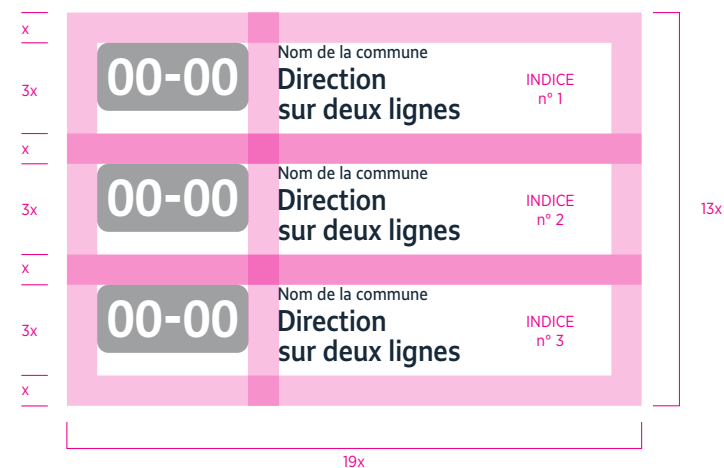 x
3x
00-00
Nom de la commune
Direction
sur deux lignes
INDICE
n° 1
x
3x
00-00
Nom de la commune
Direction
sur deux lignes
INDICE
n° 2
13x
x
3x
00-00
Nom de la commune
Direction
sur deux lignes
INDICE
n° 3
x
19x